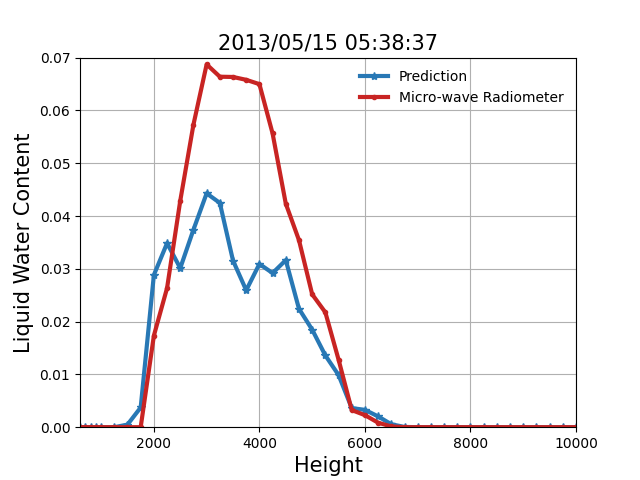 2013/05/15 05:38:37
0.07
0.06
0.05
0.04
0.03
0.02
0.01
0.00
Liquid Water Content
Prediction
Micro-wave Radiometer
2000 4000 6000 8000 10000
Height